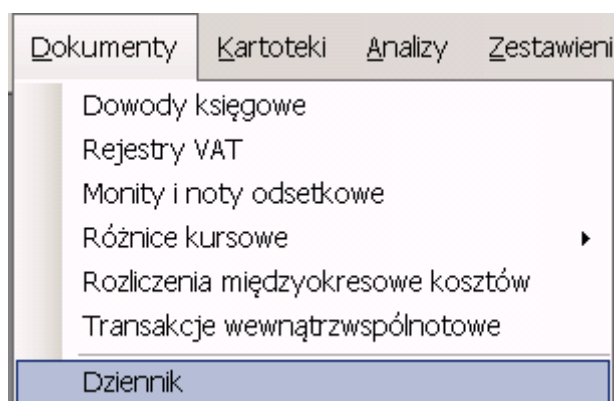 Dokumenty Kartoteki Analizy Zestawieni
Dowody księgowe
Rejestry VAT
Monity i noty odsetkowe
Różnice kursowe
Rozliczenia międzyokresowe kosztów
Transakcje wewnątrzwspólnotowe
Dziennik